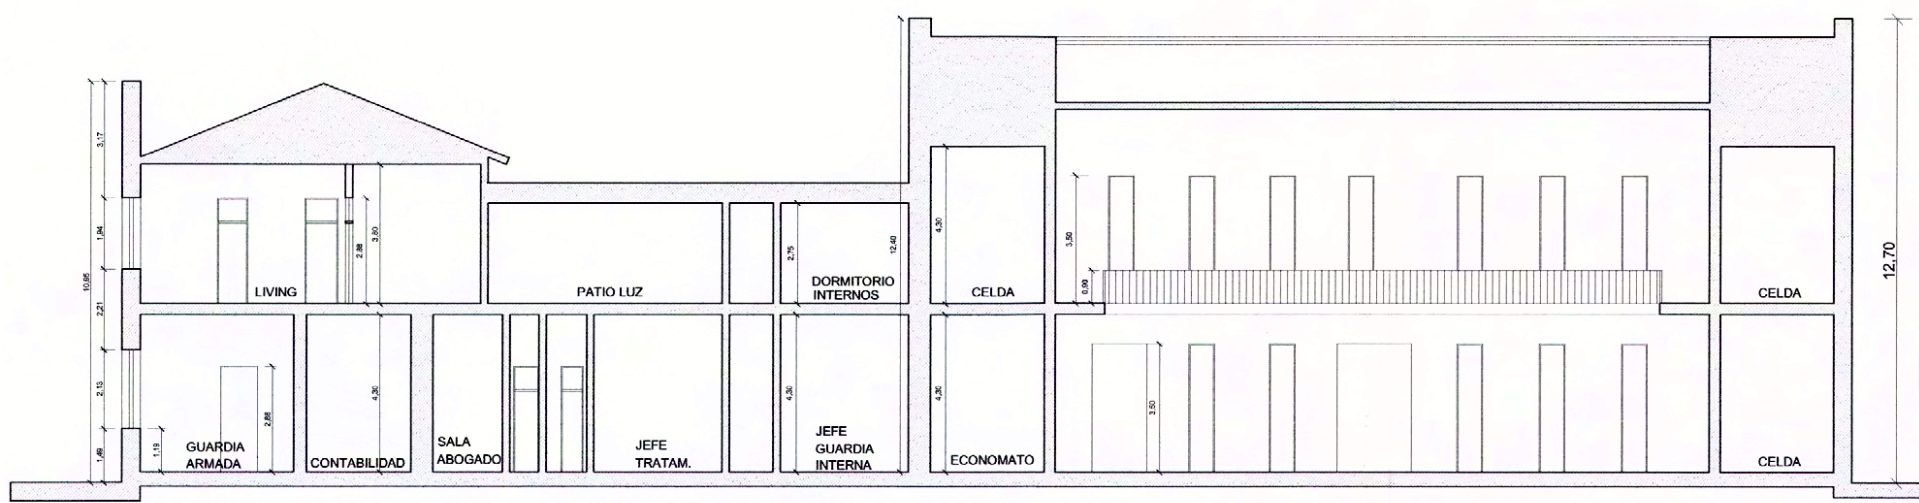 3,17
1,94
10,95
2,21
2,13
1,49
1,19
2,88
3,80
2,88
4,30
2,75
12,40
4,30
4,30
4,30
3,50
0,90
3,50
12,70
LIVING
PATIO LUZ
DORMITORIO
INTERNOS
CELDA
CELDA
GUARDIA
ARMADA
CONTABILIDAD
SALA
ABOGADO
JEFE
TRATAM.
JEFE
GUARDIA
INTERNA
ECONOMATO
CELDA